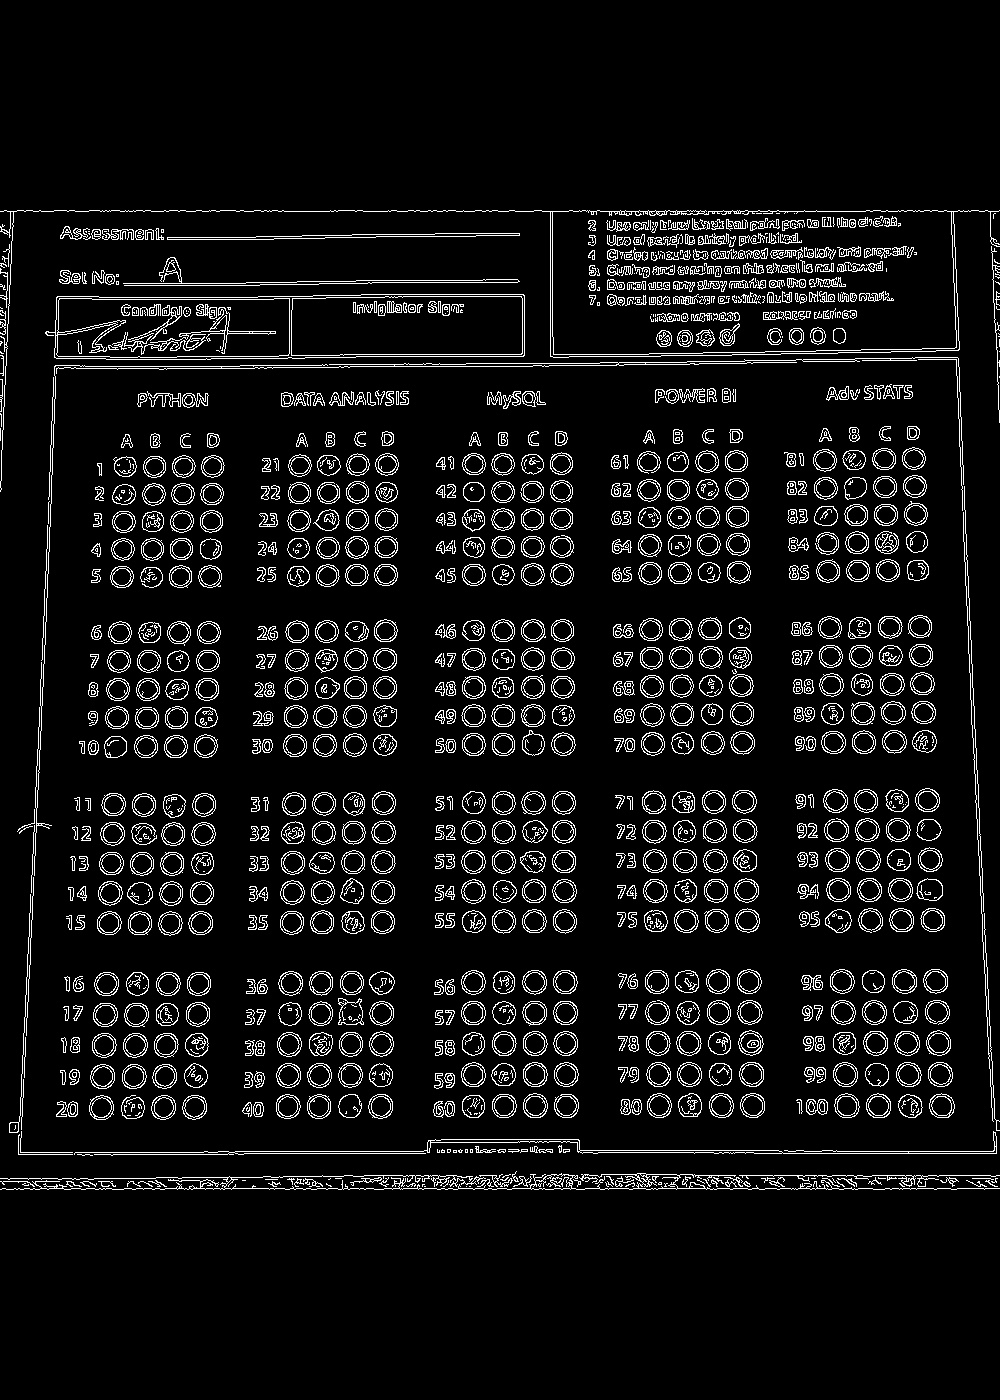 Assessment:
Set No: A
Candidate Sign:
Invigilator Sign:
2 Use only blue/ black ball point pen to fill the circles.
3 Use of pencil is strictly prohibited.
4 Circles should be darkened completely and properly.
5. Cutting and erasing on this sheet is not allowed.
6. Do not use any stray marks on the sheet.
7. Do not use marker or white fluid to hide the mark.
WRONG METHODS CORRECT METHOD
PYTHON DATA ANALYSIS MySQL POWER BI Adv STATS
A B C D A B C D A B C D A B C D A B C D
1 21 41 61 81
2 22 42 62 82
3 23 43 63 83
4 24 44 64 84
5 25 45 65 85
6 26 46 66 86
7 27 47 67 87
8 28 48 68 88
9 29 49 69 89
10 30 50 70 90
11 31 51 71 91
12 32 52 72 92
13 33 53 73 93
14 34 54 74 94
15 35 55 75 95
16 36 56 76 96
17 37 57 77 97
18 38 58 78 98
19 39 59 79 99
20 40 60 80 100